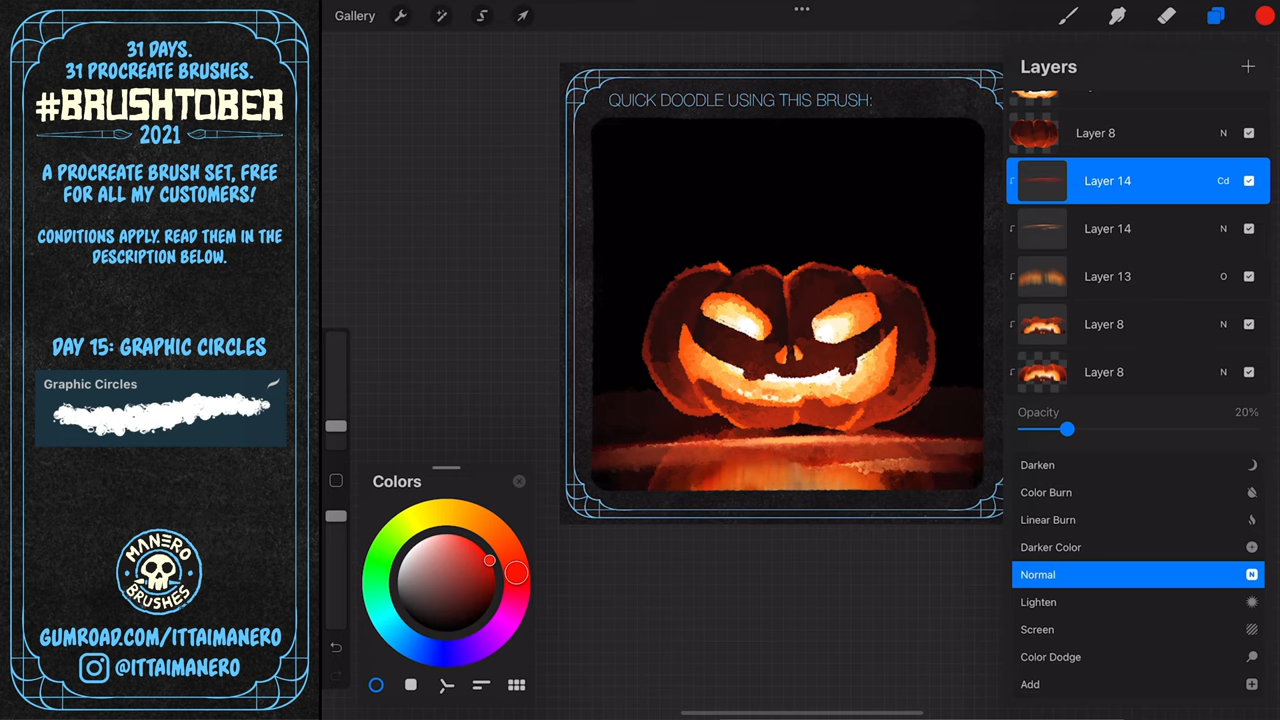 31 DAYS.
31 PROCREATE BRUSHES.
#BRUSHTOBER
2021
A PROCREATE BRUSH SET, FREE
FOR ALL MY CUSTOMERS!
CONDITIONS APPLY. READ THEM IN THE
DESCRIPTION BELOW.
DAY 15: GRAPHIC CIRCLES
Graphic Circles
MANERO
BRUSHES
GUMROAD.COM/ITTAIMANERO
@ITTAIMANERO
Gallery
QUICK DOODLE USING THIS BRUSH:
Colors
Layers
Layer 8 N
Layer 14 Cd
Layer 14 N
Layer 13 O
Layer 8 N
Layer 8 N
Opacity 20%
Darken
Color Burn
Linear Burn
Darker Color
Normal N
Lighten
Screen
Color Dodge
Add